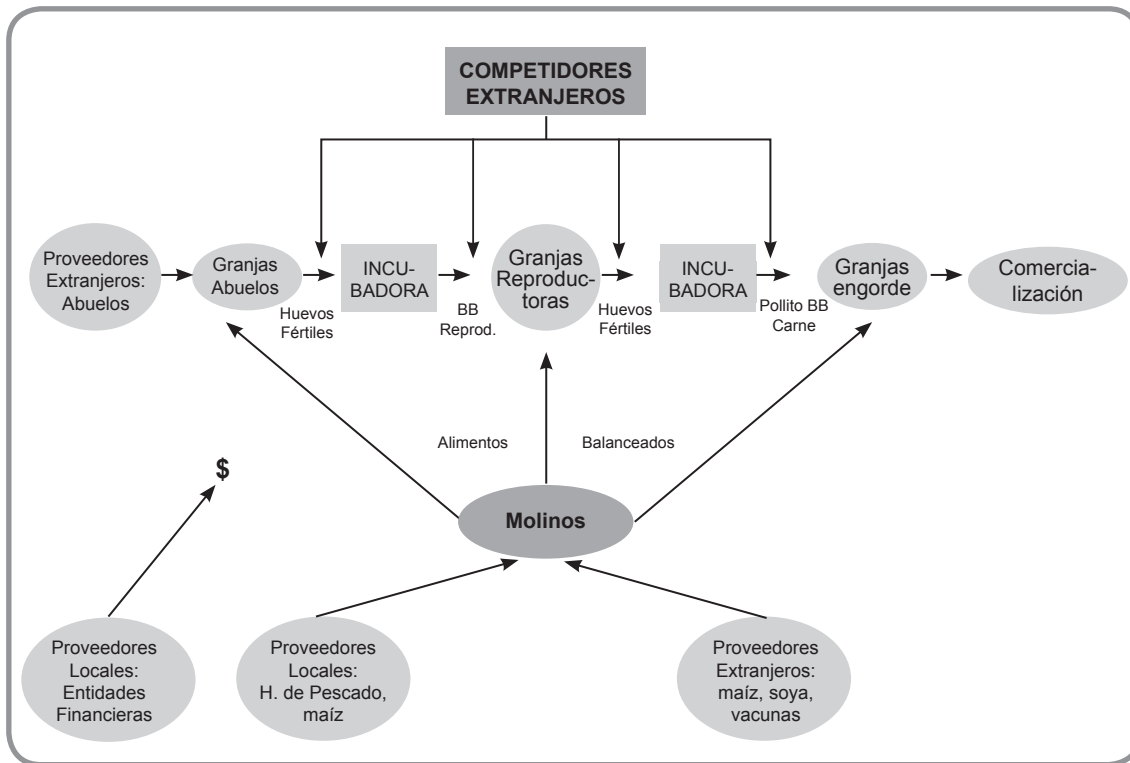 COMPETIDORES
EXTRANJEROS
Proveedores
Extranjeros:
Abuelos
Granjas
Abuelos
Huevos
Fértiles
INCU-
BADORA
BB
Reprod.
Granjas
Reproduc-
toras
Huevos
Fértiles
INCU-
BADORA
Pollito BB
Carne
Granjas
engorde
Comercia-
lización
Alimentos
Balanceados
$
Molinos
Proveedores
Locales:
Entidades
Financieras
Proveedores
Locales:
H. de Pescado,
maíz
Proveedores
Extranjeros:
maíz, soya,
vacunas